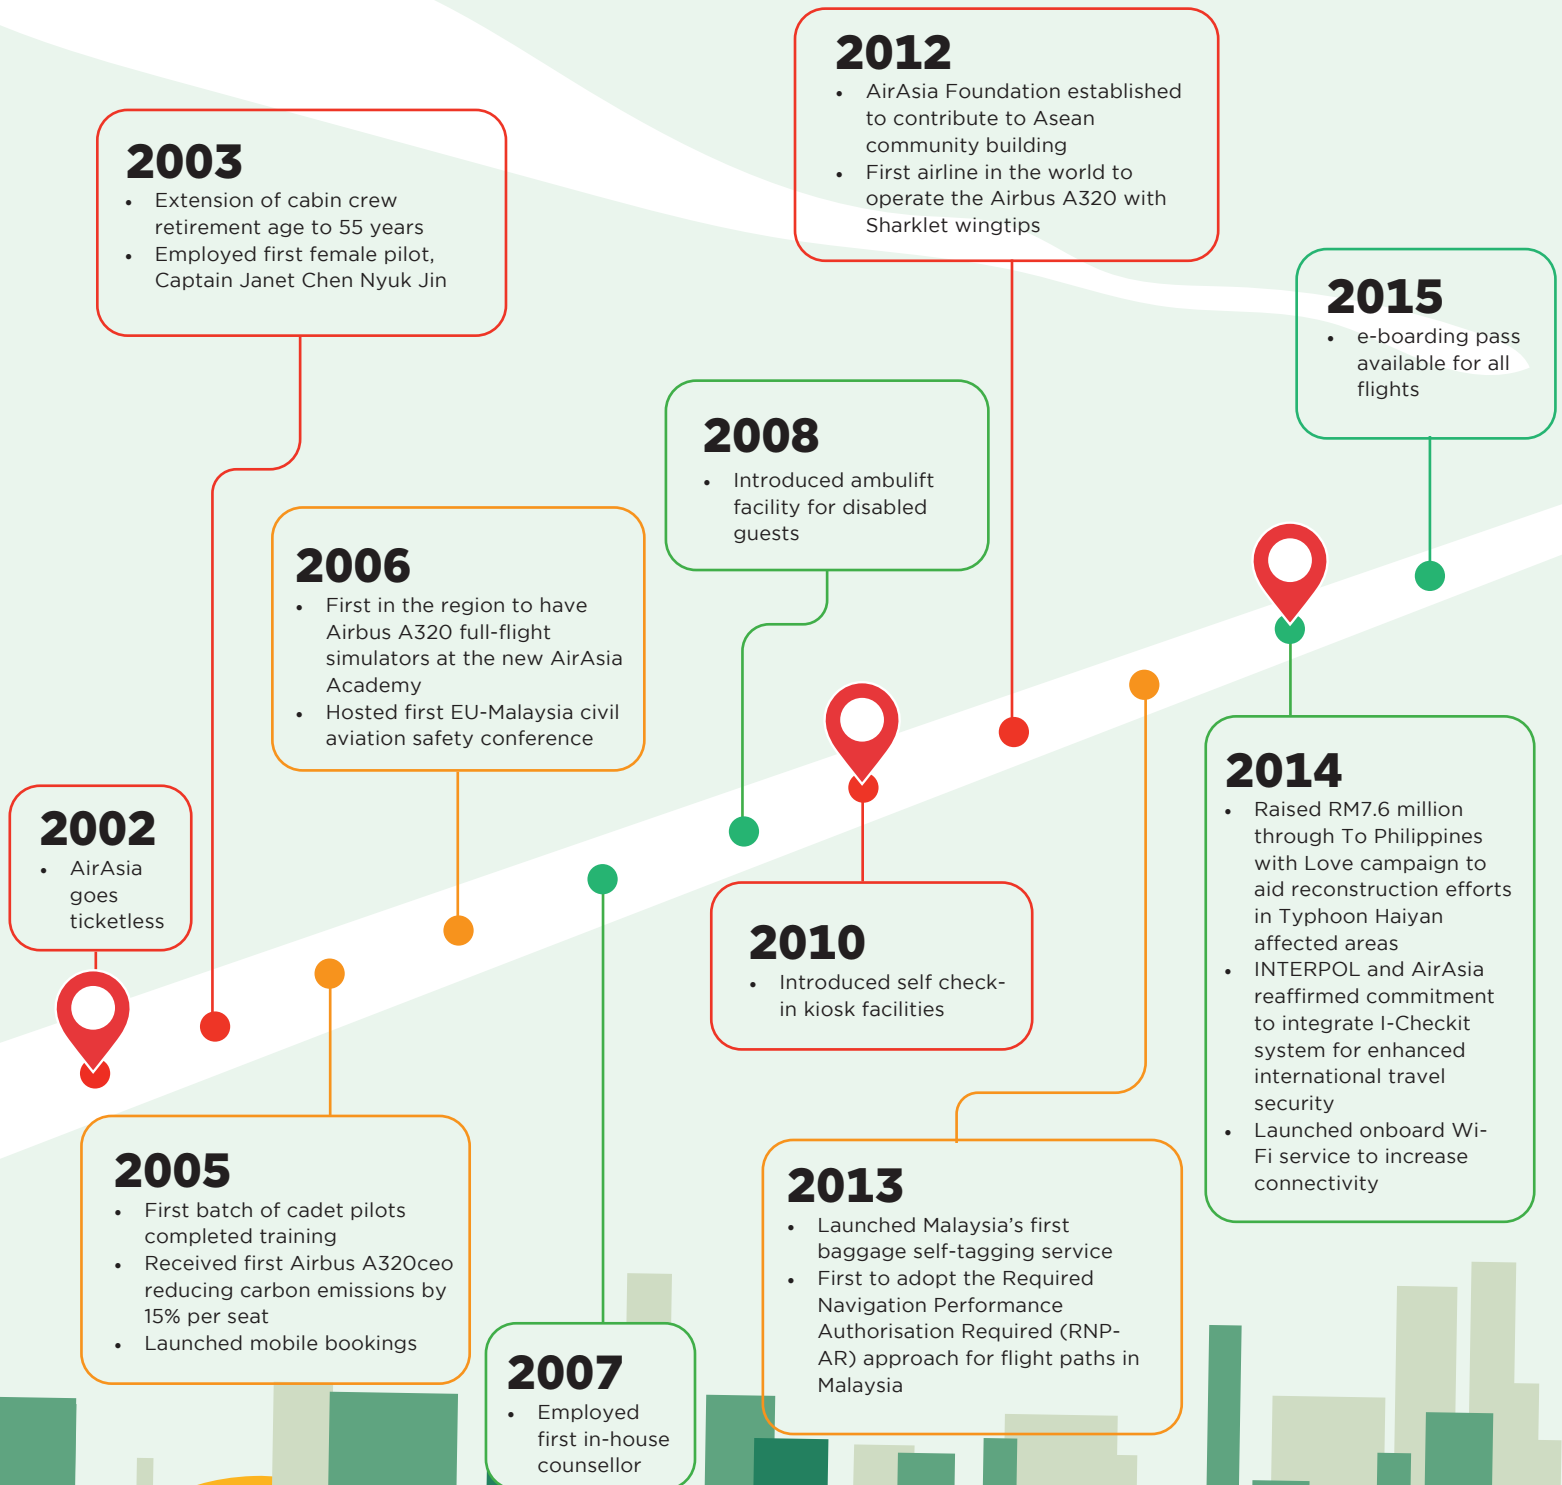 2002
• AirAsia
goes
ticketless
2003
• Extension of cabin crew
retirement age to 55 years
• Employed first female pilot,
Captain Janet Chen Nyuk Jin
2005
• First batch of cadet pilots
completed training
• Received first Airbus A320ceo
reducing carbon emissions by
15% per seat
• Launched mobile bookings
2006
• First in the region to have
Airbus A320 full-flight
simulators at the new AirAsia
Academy
• Hosted first EU-Malaysia civil
aviation safety conference
2007
• Employed
first in-house
counsellor
2008
• Introduced ambulift
facility for disabled
guests
2010
• Introduced self check-
in kiosk facilities
2012
• AirAsia Foundation established
to contribute to Asean
community building
• First airline in the world to
operate the Airbus A320 with
Sharklet wingtips
2013
• Launched Malaysia’s first
baggage self-tagging service
• First to adopt the Required
Navigation Performance
Authorisation Required (RNP-
AR) approach for flight paths in
Malaysia
2014
• Raised RM7.6 million
through To Philippines
with Love campaign to
aid reconstruction efforts
in Typhoon Haiyan
affected areas
• INTERPOL and AirAsia
reaffirmed commitment
to integrate I-Checkit
system for enhanced
international travel
security
• Launched onboard Wi-
Fi service to increase
connectivity
2015
• e-boarding pass
available for all
flights